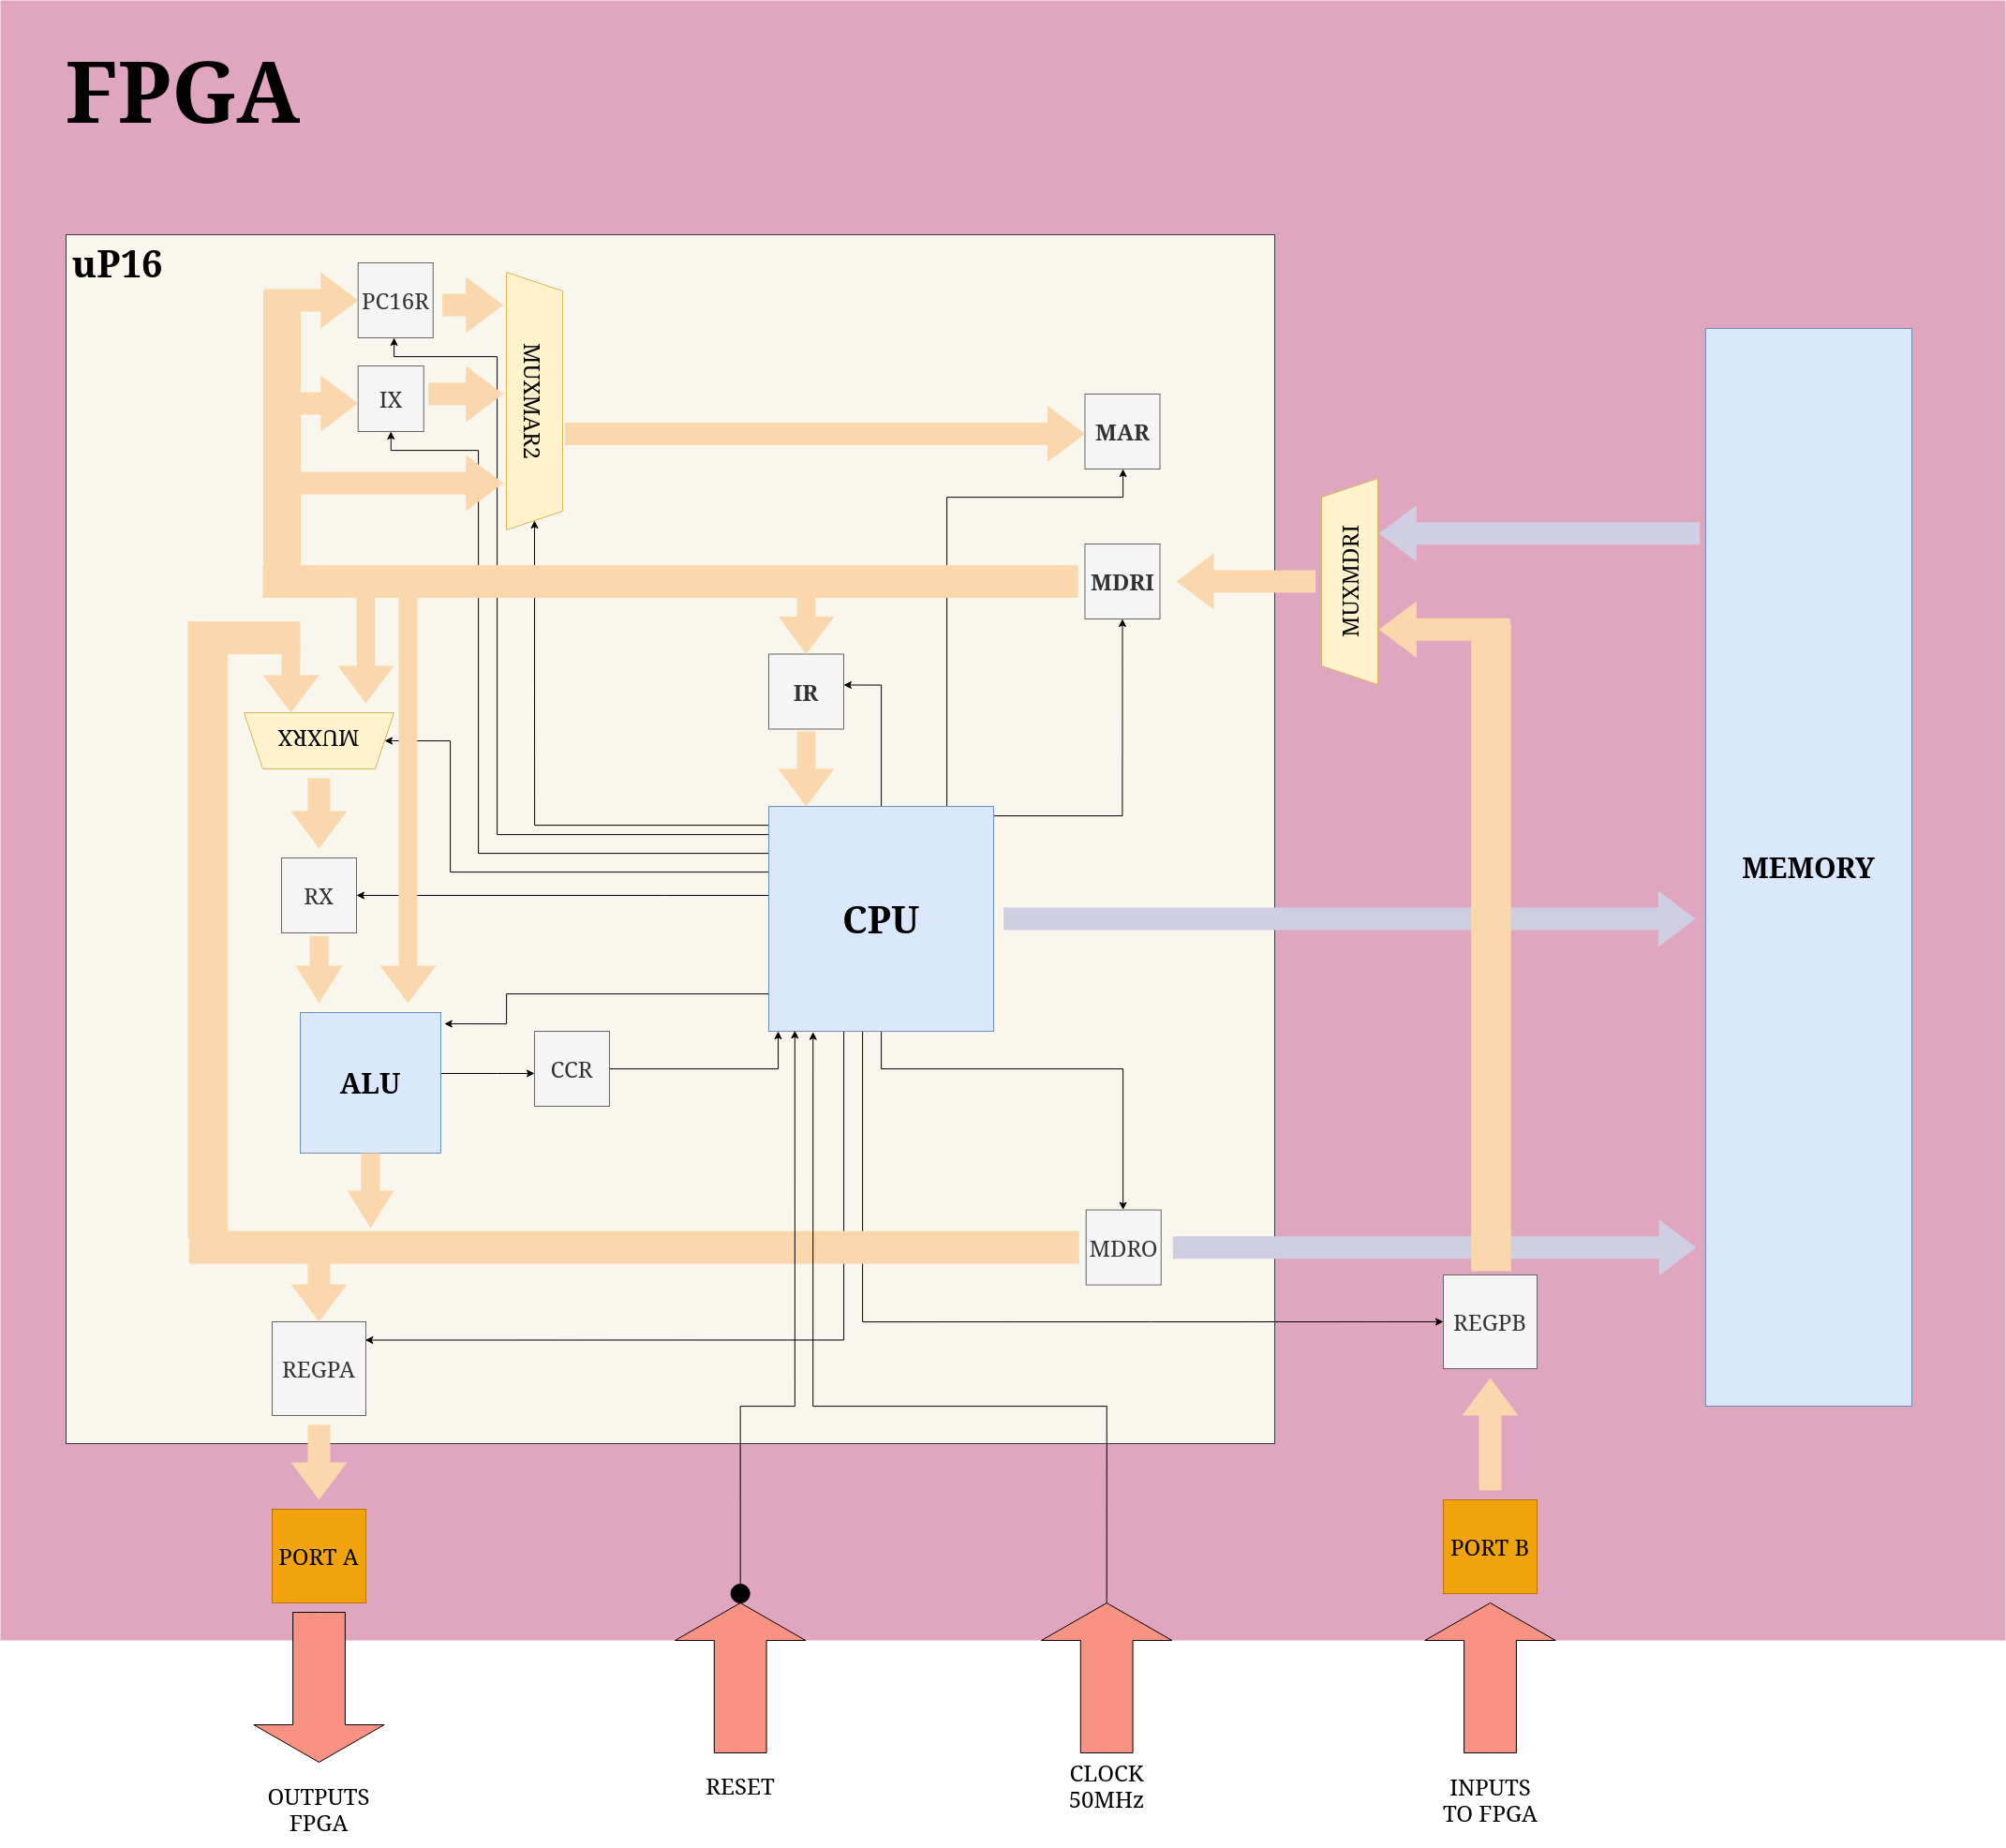 FPGA
uP16
PC16R
IX
MUXMAR2
MAR
MDRI
MUXMDRI
IR
MUXRX
MEMORY
RX
CPU
ALU
CCR
MDRO
REGPA
REGPB
PORT A
PORT B
OUTPUTS
FPGA
RESET
CLOCK
50MHz
INPUTS
TO FPGA